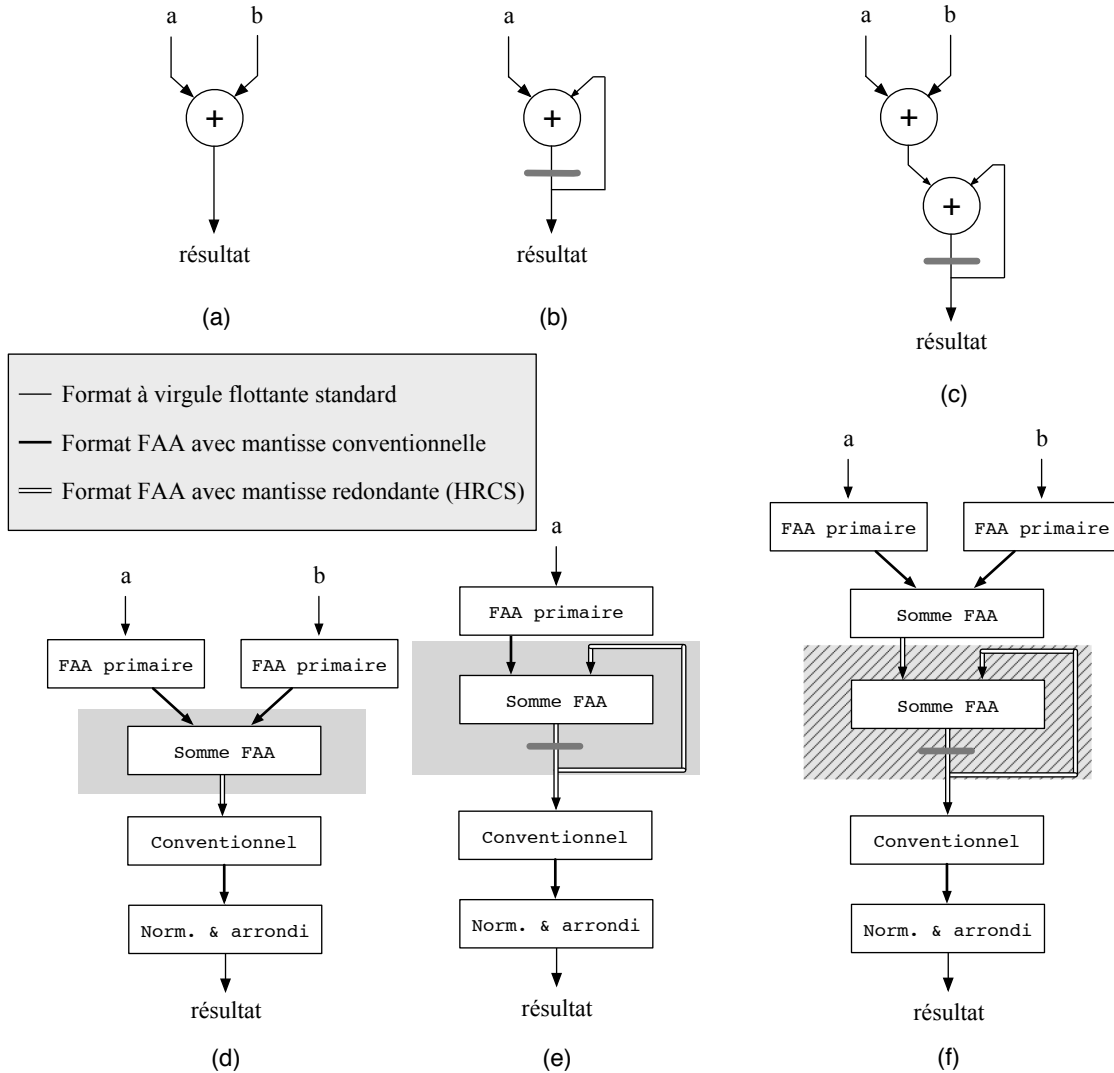 a
b
+
résultat
(a)
a
+
résultat
(b)
a
b
+
+
résultat
(c)
Format à virgule flottante standard
Format FAA avec mantisse conventionnelle
Format FAA avec mantisse redondante (HRCS)
a
b
FAA primaire
FAA primaire
Somme FAA
Conventionnel
Norm. & arrondi
résultat
(d)
a
FAA primaire
Somme FAA
Conventionnel
Norm. & arrondi
résultat
(e)
a
b
FAA primaire
FAA primaire
Somme FAA
Somme FAA
Conventionnel
Norm. & arrondi
résultat
(f)